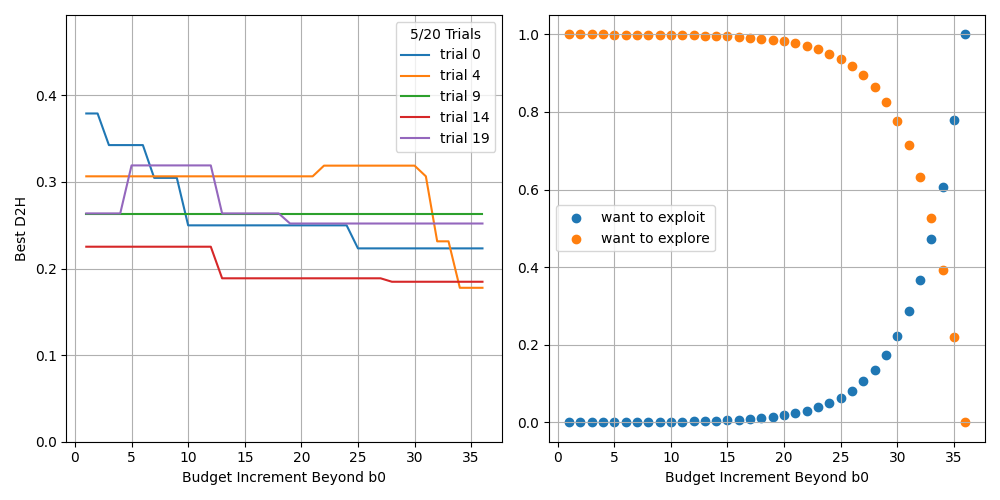 5/20 Trials
trial 0
trial 4
trial 9
trial 14
trial 19
Best D2H
0.4
0.3
0.2
0.1
0.0
0 5 10 15 20 25 30 35
Budget Increment Beyond b0
1.0
0.8
0.6
0.4
0.2
0.0
want to exploit
want to explore
0 5 10 15 20 25 30 35
Budget Increment Beyond b0